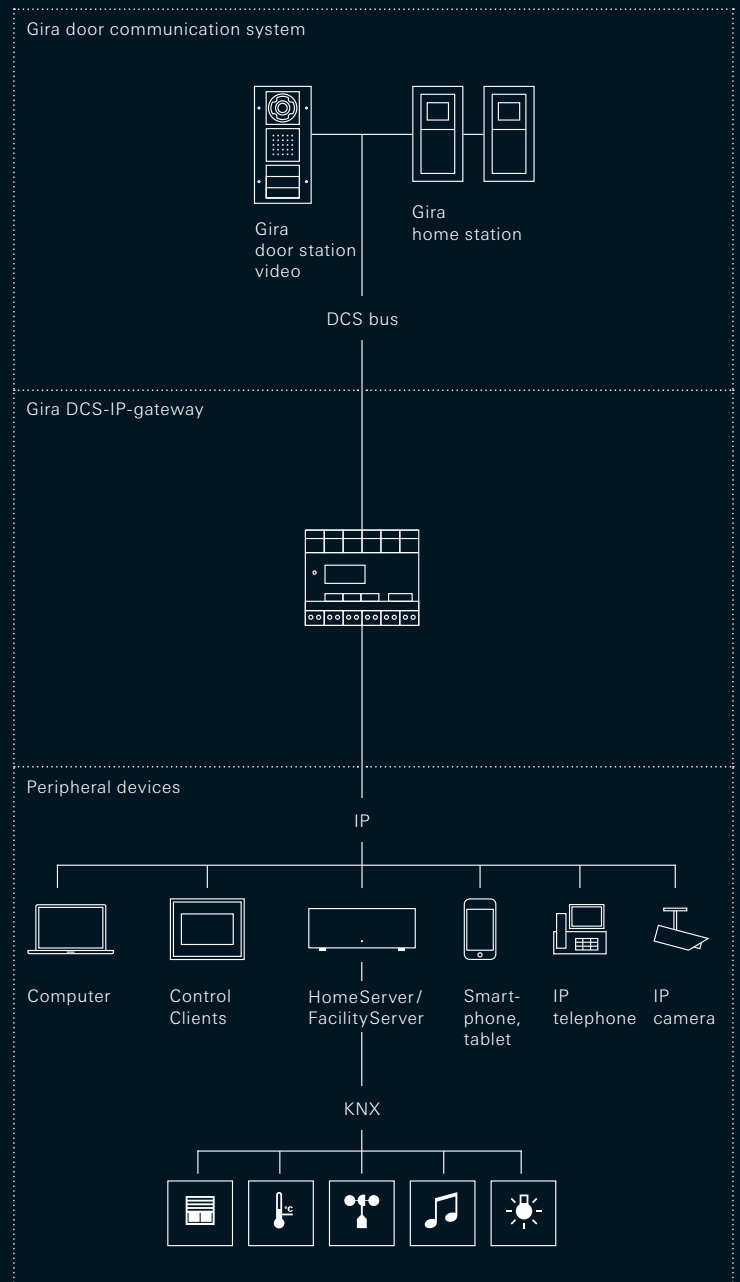 Gira door communication system
Gira
door station
video
Gira
home station
DCS bus
Gira DCS-IP-gateway
Peripheral devices
IP
Computer
Control
Clients
HomeServer/
FacilityServer
Smart-
phone,
tablet
IP
telephone
IP
camera
KNX
°C